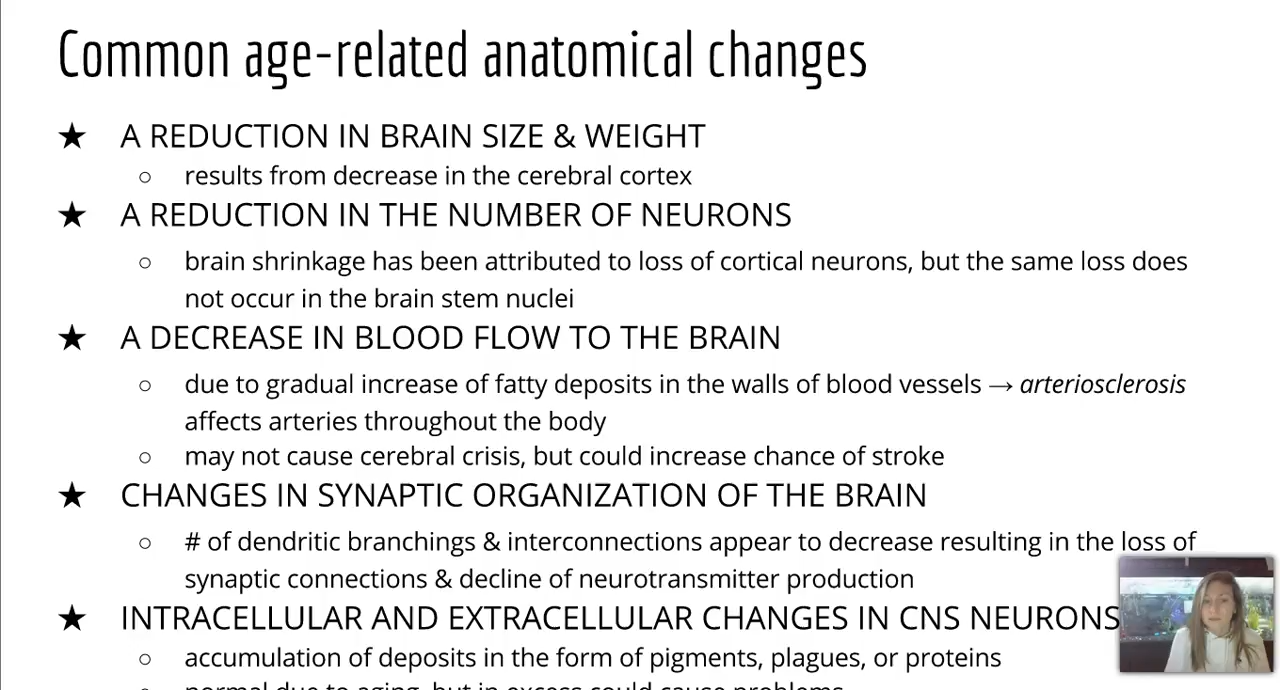 Common age-related anatomical changes
★ A REDUCTION IN BRAIN SIZE & WEIGHT
○ results from decrease in the cerebral cortex
★ A REDUCTION IN THE NUMBER OF NEURONS
○ brain shrinkage has been attributed to loss of cortical neurons, but the same loss does
not occur in the brain stem nuclei
★ A DECREASE IN BLOOD FLOW TO THE BRAIN
○ due to gradual increase of fatty deposits in the walls of blood vessels → arteriosclerosis
affects arteries throughout the body
○ may not cause cerebral crisis, but could increase chance of stroke
★ CHANGES IN SYNAPTIC ORGANIZATION OF THE BRAIN
○ # of dendritic branchings & interconnections appear to decrease resulting in the loss of
synaptic connections & decline of neurotransmitter production
★ INTRACELLULAR AND EXTRACELLULAR CHANGES IN CNS NEURONS
○ accumulation of deposits in the form of pigments, plagues, or proteins
○ normal due to aging, but in excess could cause problems